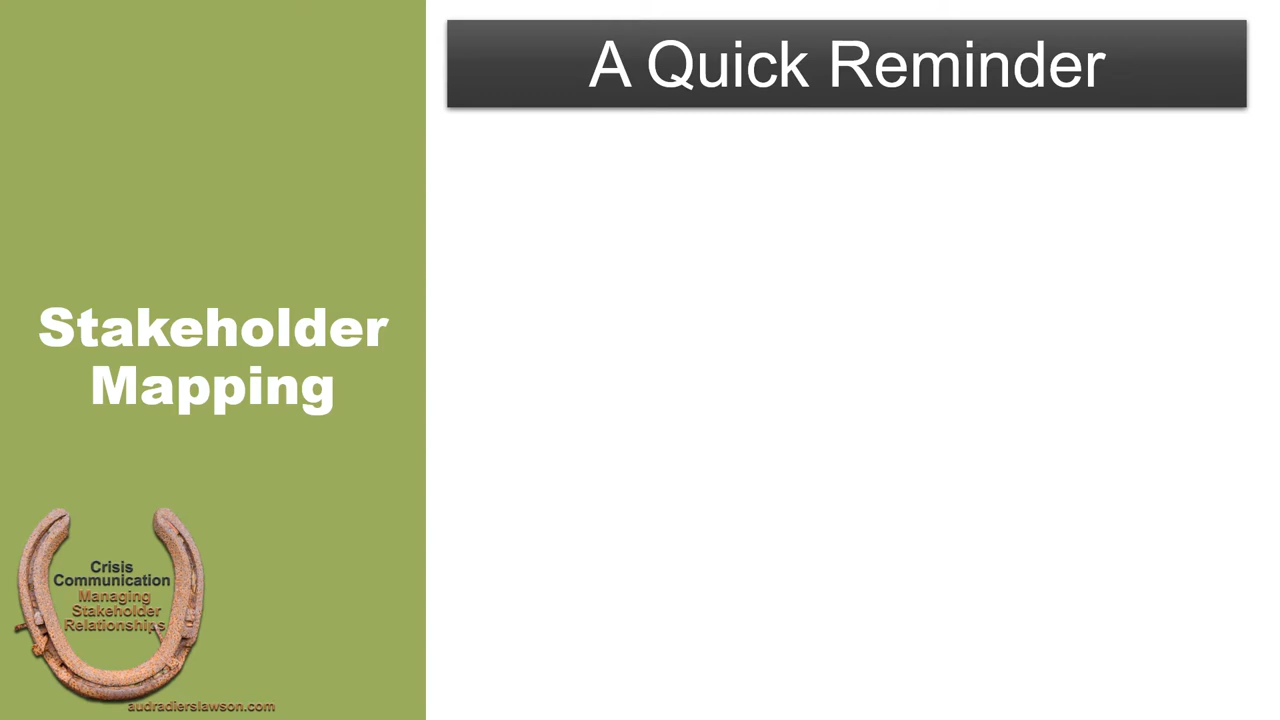 A Quick Reminder
Stakeholder
Mapping
Crisis
Communication
Managing
Stakeholder
Relationships
audradierslawson.com